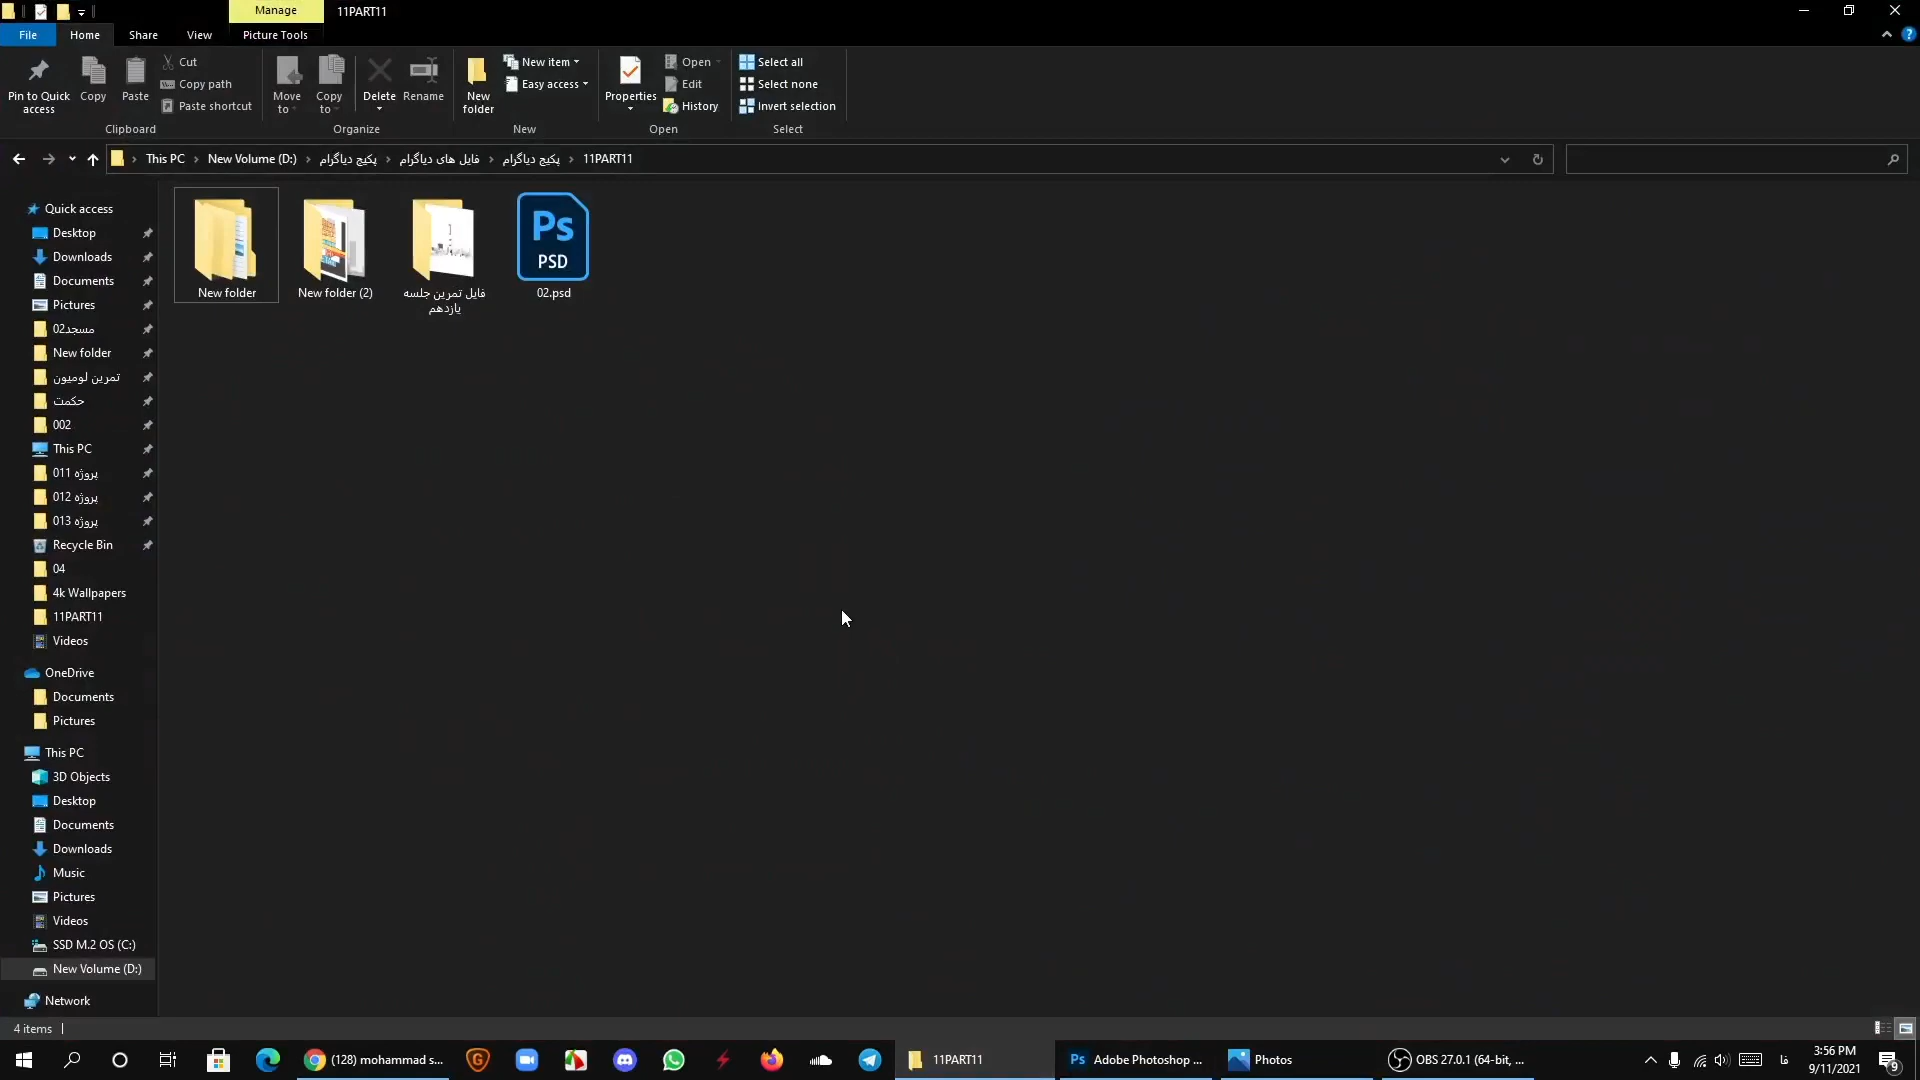 Manage
11PART11
File
Home
Share
View
Picture Tools
Pin to Quick access
Copy
Paste
Cut
Copy path
Paste shortcut
Clipboard
Move to
Copy to
Delete
Rename
Organize
New folder
New item
Easy access
New
Properties
Open
Edit
History
Open
Select all
Select none
Invert selection
Select
This PC
New Volume (D:)
پکیج دیاگرام
فایل های دیاگرام
پکیج دیاگرام
11PART11
Quick access
Desktop
Downloads
Documents
Pictures
مسجد02
New folder
تمرین لومیون
حکمت
002
This PC
پروژه 011
پروژه 012
پروژه 013
Recycle Bin
04
4k Wallpapers
11PART11
Videos
OneDrive
Documents
Pictures
This PC
3D Objects
Desktop
Documents
Downloads
Music
Pictures
Videos
SSD M.2 OS (C:)
New Volume (D:)
Network
New folder
New folder (2)
فایل تمرین جلسه
یازدهم
Ps
PSD
02.psd
4 items
(128) mohammad s...
11PART11
Ps
Adobe Photoshop ...
Photos
OBS 27.0.1 (64-bit, ...
فا
3:56 PM
9/11/2021
9